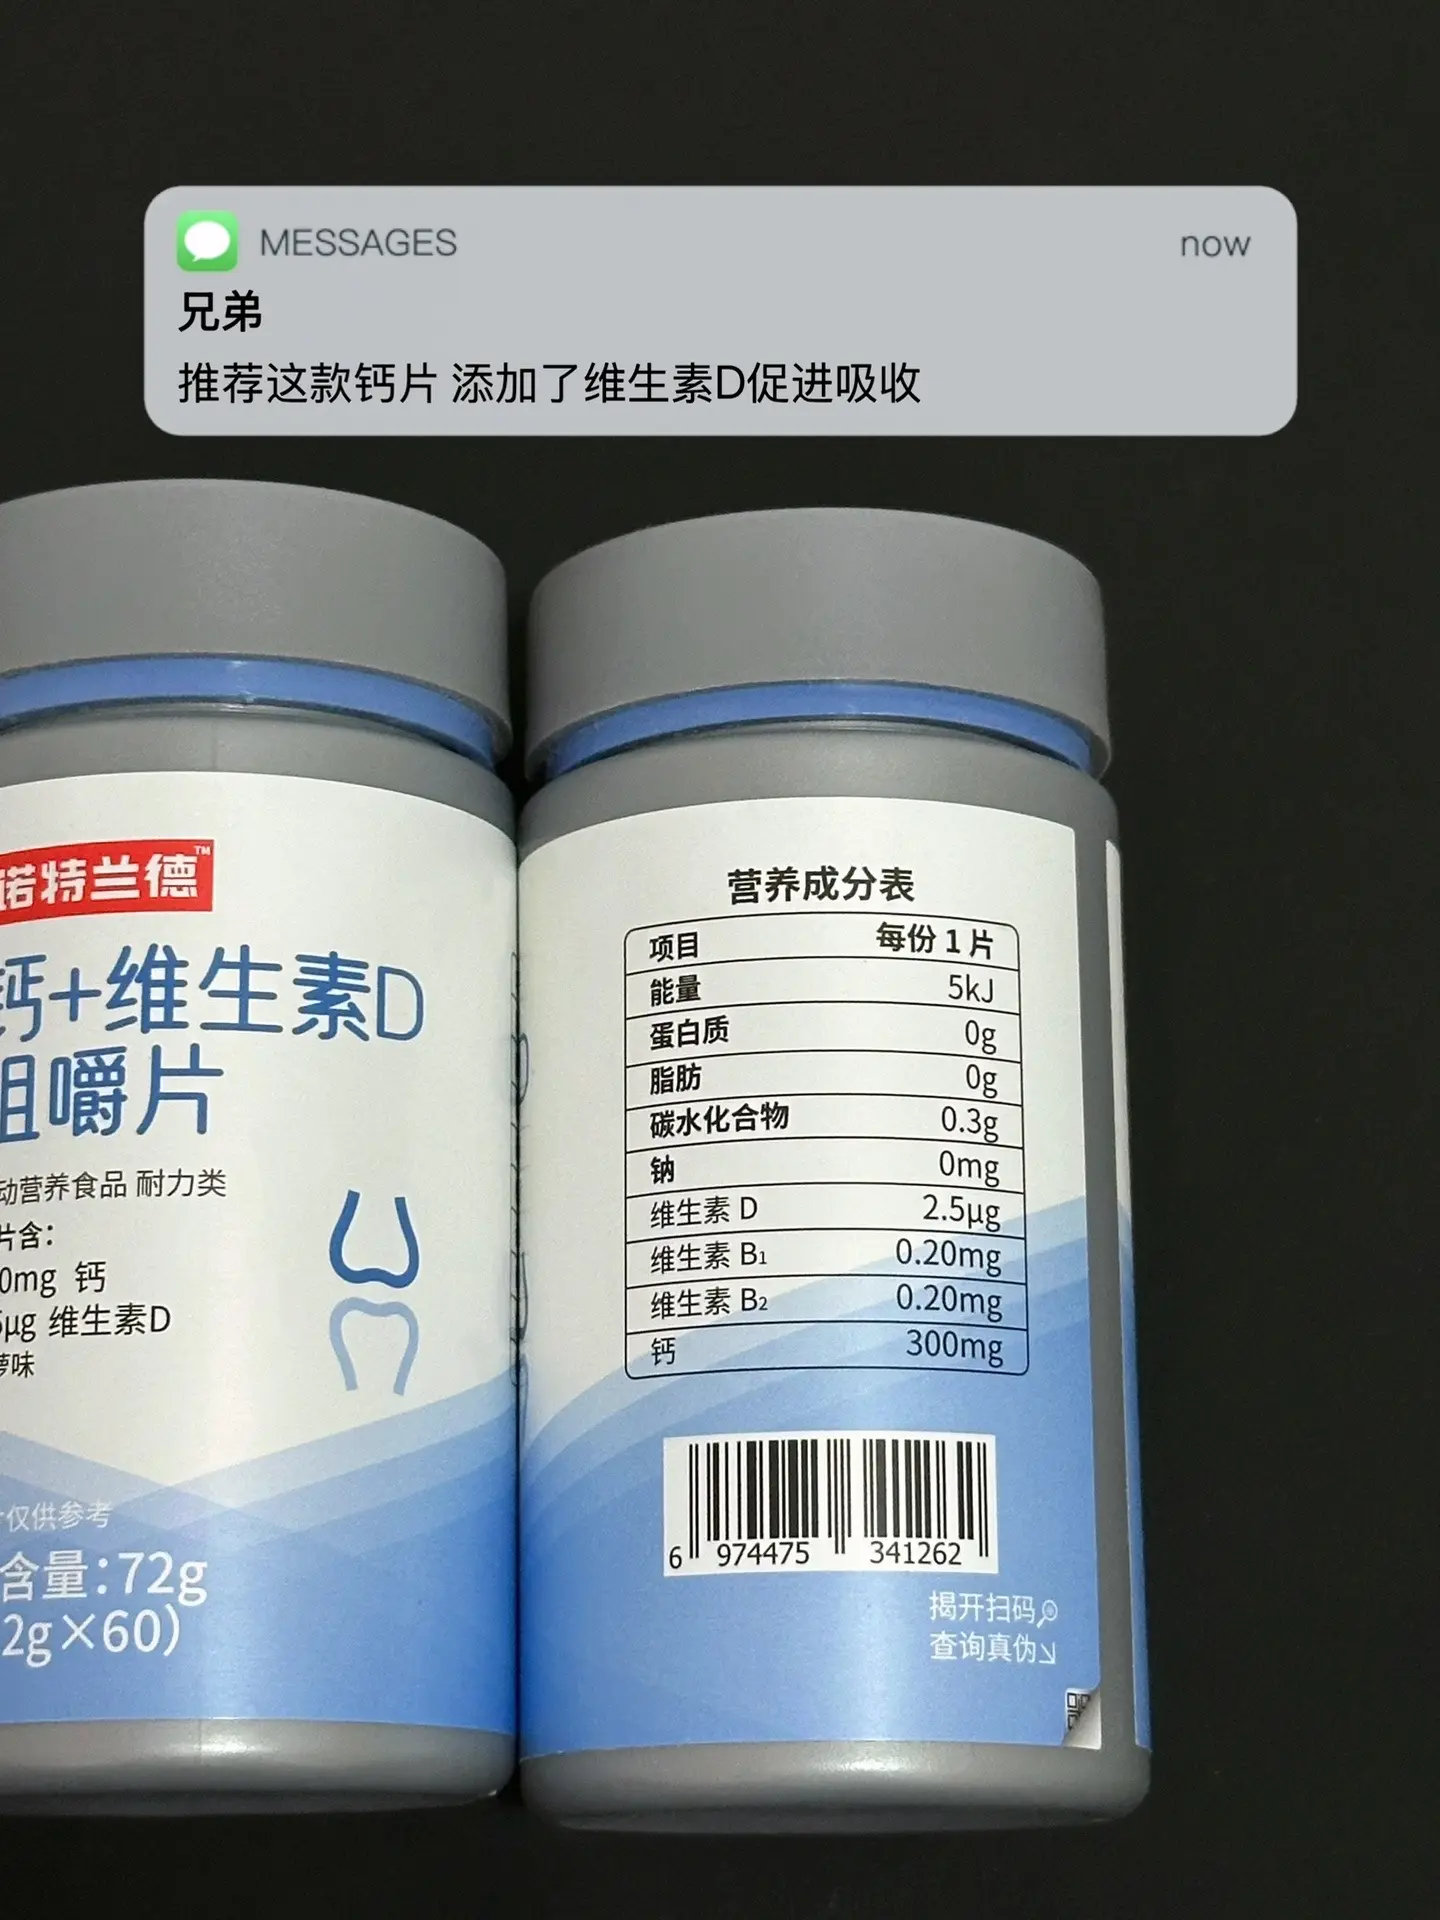 MESSAGES
now
兄弟
推荐这款钙片 添加了维生素D促进吸收
诺特兰德™
钙+维生素D
咀嚼片
动营养食品 耐力类
片含：
0mg 钙
5μg 维生素D
萝味
仅供参考
含量：72g
2g×60）
营养成分表
项目 每份 1 片
能量 5kJ
蛋白质 0g
脂肪 0g
碳水化合物 0.3g
钠 0mg
维生素 D 2.5μg
维生素 B₁ 0.20mg
维生素 B₂ 0.20mg
钙 300mg
6 974475 341262
揭开扫码
查询真伪